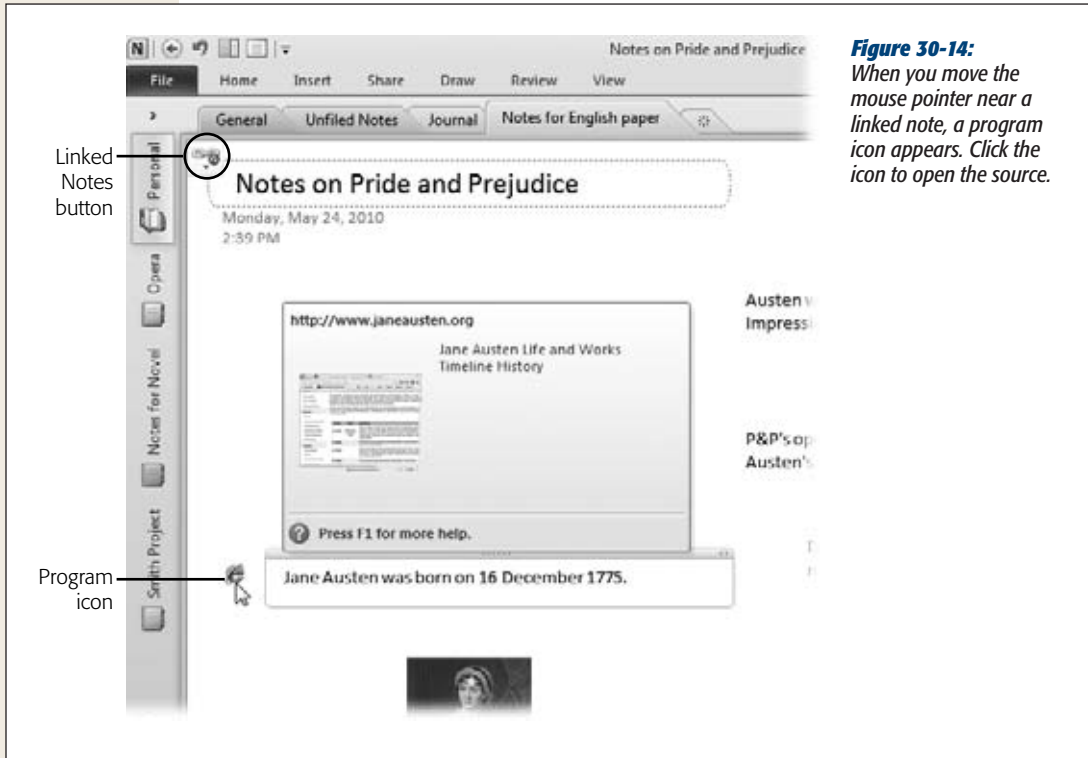 Notes on Pride and Prejudice
File Home Insert Share Draw Review View
General Unfiled Notes Journal Notes for English paper
Linked
Notes
button
Personal
Opera
Notes for Novel
Smith Project
Notes on Pride and Prejudice
Monday, May 24, 2010
2:39 PM
http://www.janeausten.org
Jane Austen Life and Works
Timeline History
Press F1 for more help.
Austen
Impress
P&P's op
Austen's
Program
icon
Jane Austen was born on 16 December 1775.
Figure 30-14:
When you move the
mouse pointer near a
linked note, a program
icon appears. Click the
icon to open the source.